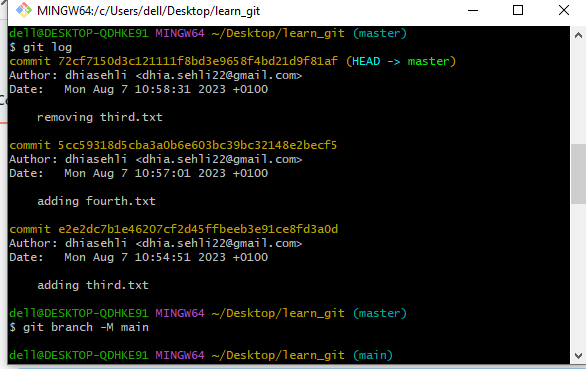 MINGW64:/c/Users/dell/Desktop/learn_git
dell@DESKTOP-QDHKE91 MINGW64 ~/Desktop/learn_git (master)
$ git log
commit 72cf7150d3c121111f8bd3e9658f4bd21d9f81af (HEAD -> master)
Author: dhiasehli <dhia.sehli22@gmail.com>
Date:   Mon Aug 7 10:58:31 2023 +0100
    removing third.txt
commit 5cc59318d5cba3a0b6e603bc39bc32148e2becf5
Author: dhiasehli <dhia.sehli22@gmail.com>
Date:   Mon Aug 7 10:57:01 2023 +0100
    adding fourth.txt
commit e2e2dc7b1e46207cf2d45ffbeeb3e91ce8fd3a0d
Author: dhiasehli <dhia.sehli22@gmail.com>
Date:   Mon Aug 7 10:54:51 2023 +0100
    adding third.txt
dell@DESKTOP-QDHKE91 MINGW64 ~/Desktop/learn_git (master)
$ git branch -M main
dell@DESKTOP-QDHKE91 MINGW64 ~/Desktop/learn_git (main)